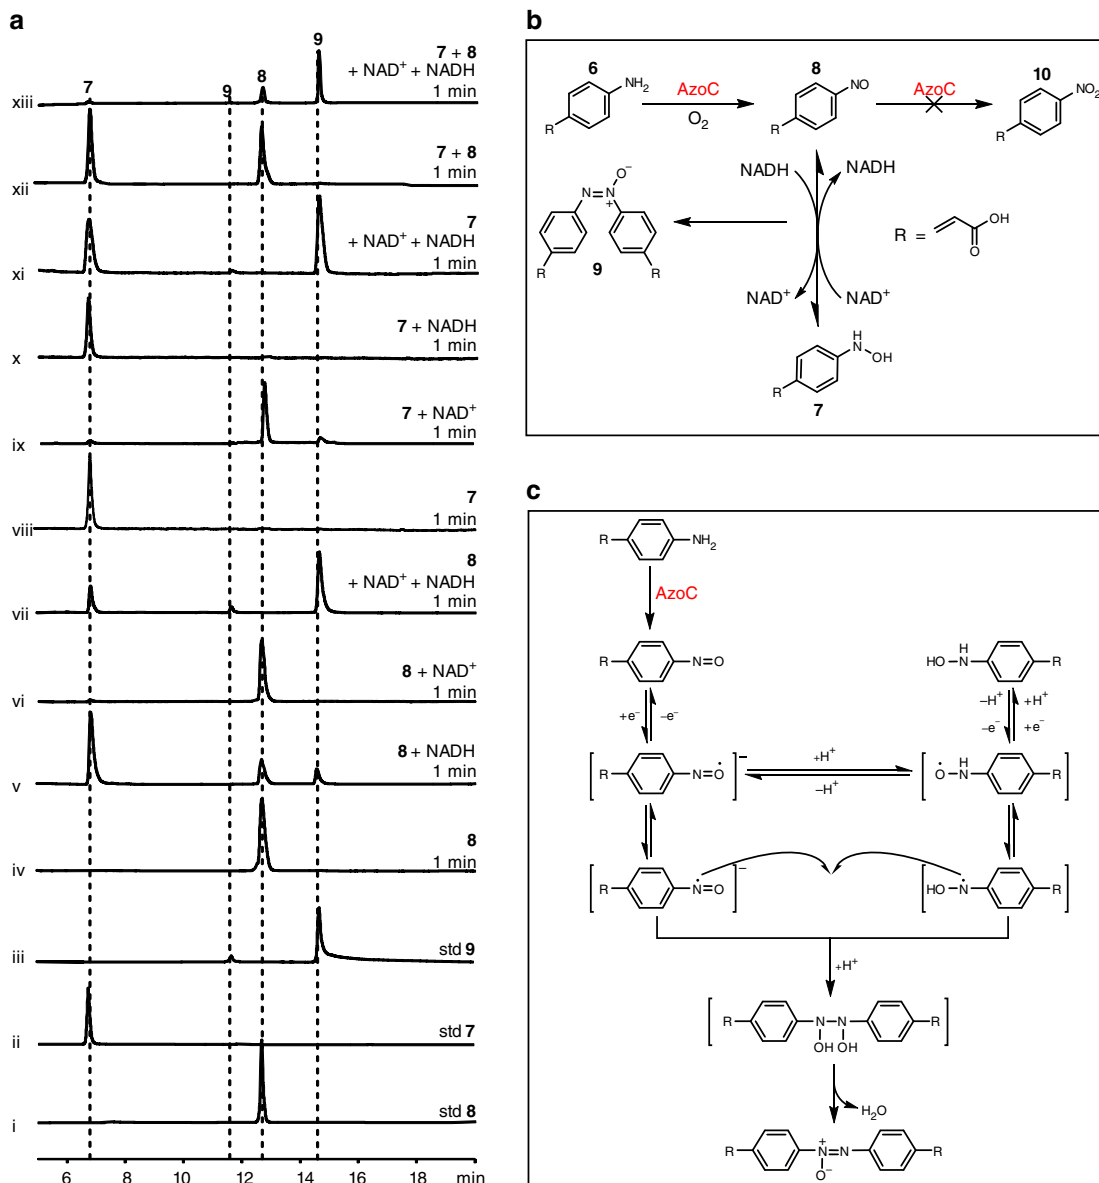 a
7
9
8
9
7 + 8
+ NAD⁺ + NADH
1 min
xiii
7 + 8
1 min
xii
7
+ NAD⁺ + NADH
1 min
xi
7 + NADH
1 min
x
7 + NAD⁺
1 min
ix
7
1 min
viii
8
+ NAD⁺ + NADH
1 min
vii
8 + NAD⁺
1 min
vi
8 + NADH
1 min
v
8
1 min
iv
std 9
iii
std 7
ii
std 8
i
6 8 10 12 14 16 min
b
6
NH₂
R
AzoC
O₂
8
NO
R
AzoC
10
NO₂
R
NADH
NADH
O⁻
N=N⁺
R
R
9
R =
OH
O
NAD⁺
NAD⁺
H
N
OH
R
7
c
R
NH₂
AzoC
R
N=O
H
HO–N
R
+e⁻
–e⁻
–H⁺
+H⁺
–e⁻
+e⁻
R
N=O
–
+H⁺
–H⁺
H
O–N
R
R
N=O
–
HO–N
R
+H⁺
R
N–N
R
OH OH
H₂O
R
N⁺=N
R
O⁻